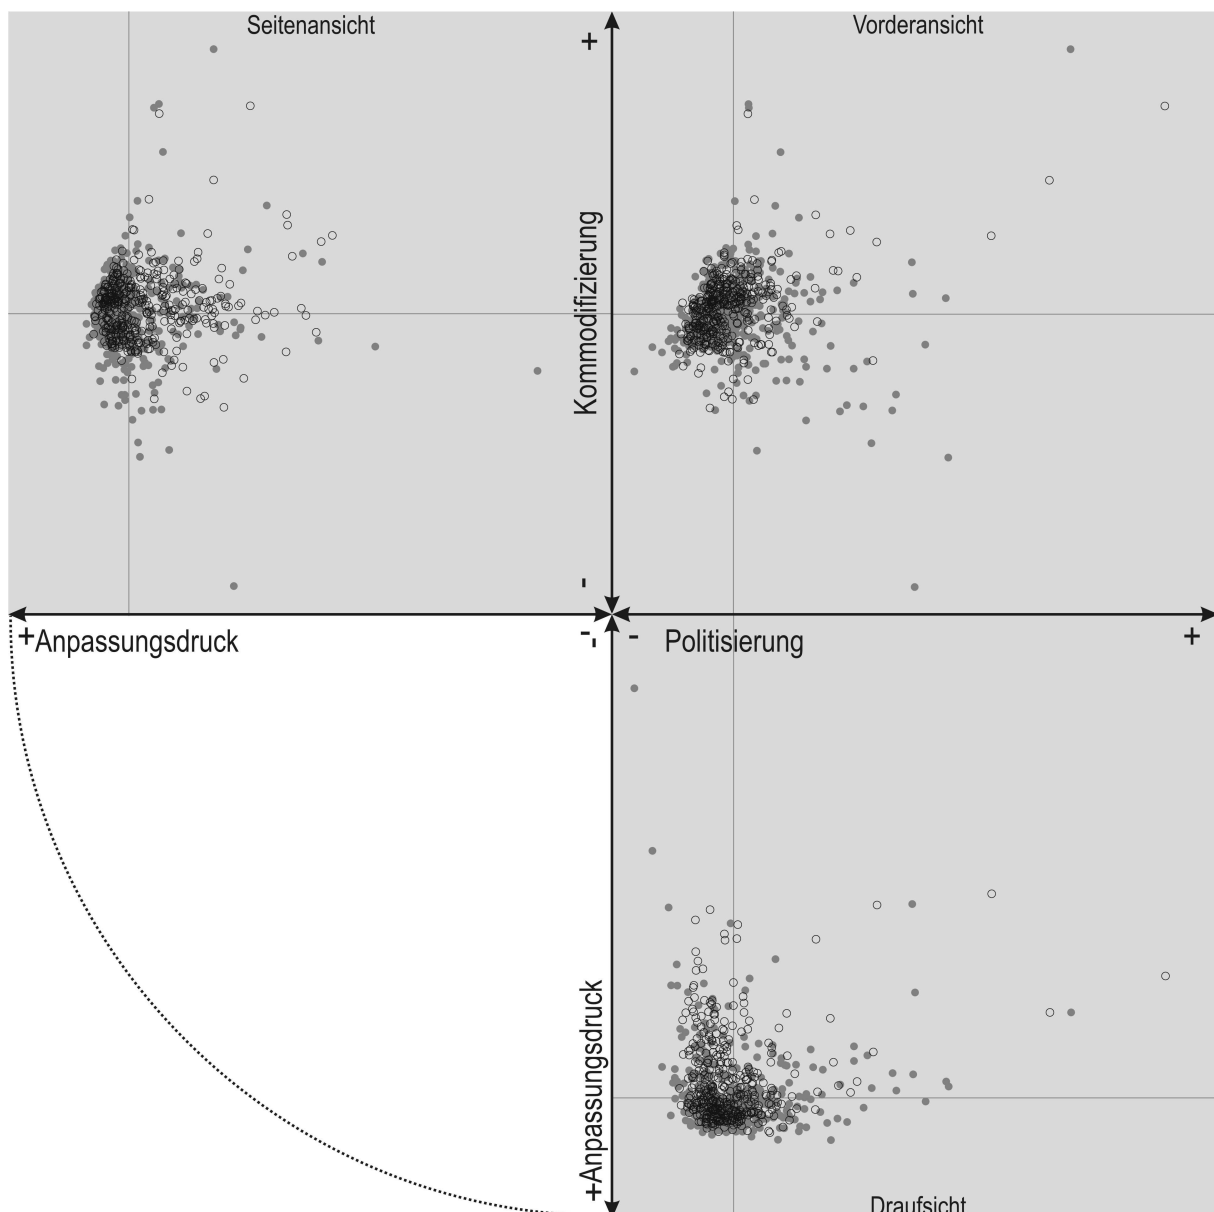 Seitenansicht
Vorderansicht
+
Kommodifizierung
-
+Anpassungsdruck
-
-
-
Politisierung
+
+Anpassungsdruck
Draufsicht